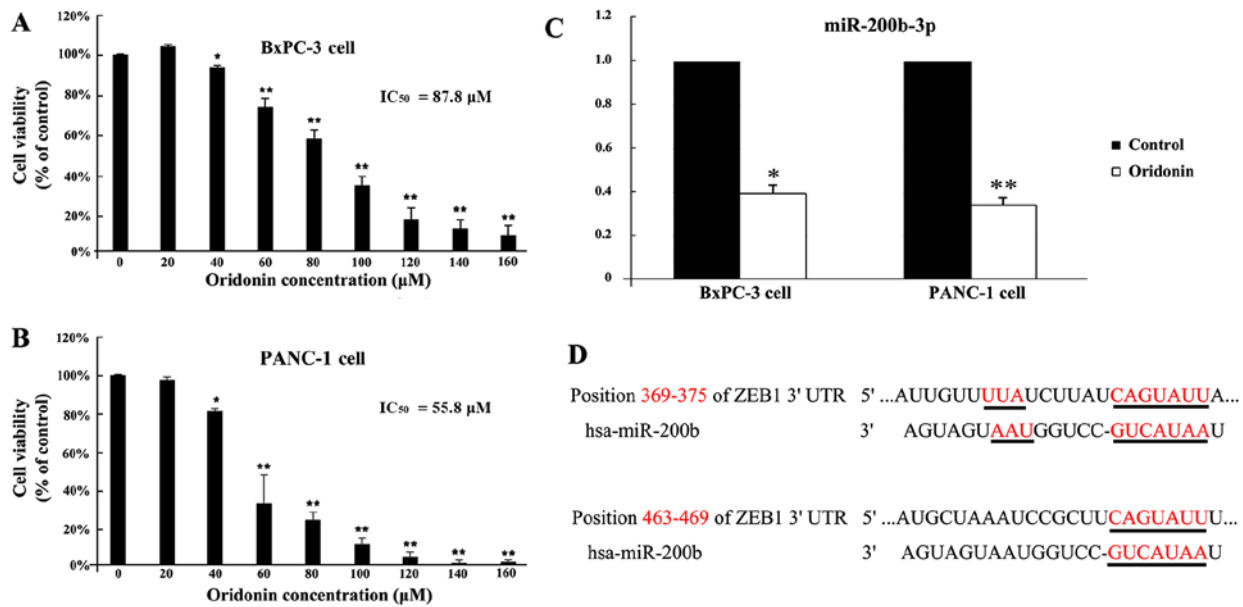 A
BxPC-3 cell
IC50 = 87.8 µM
Cell viability
(% of control)
120%
100%
80%
60%
40%
20%
0%
* ** ** ** ** ** **
0 20 40 60 80 100 120 140 160
Oridonin concentration (µM)
B
PANC-1 cell
IC50 = 55.8 µM
Cell viability
(% of control)
120%
100%
80%
60%
40%
20%
0%
* ** ** ** ** ** **
0 20 40 60 80 100 120 140 160
Oridonin concentration (µM)
C
miR-200b-3p
1.2
1.0
0.8
0.6
0.4
0.2
0
* **
BxPC-3 cell PANC-1 cell
Control
Oridonin
D
Position 369-375 of ZEB1 3' UTR 5' ...AUUGUUUUAUCUUAUCAGUAUUA...
hsa-miR-200b 3' AGUAGUAAUGGUCC-GUCAUAAU
Position 463-469 of ZEB1 3' UTR 5' ...AUGCUAAAUCCGCUUCAGUAUUU...
hsa-miR-200b 3' AGUAGUAAUGGUCC-GUCAUAAU